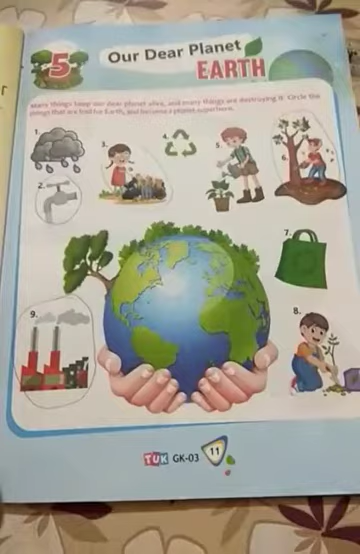 5
Our Dear Planet
EARTH
Many things keep our dear planet alive, and many things are destroying it. Circle the
things that are bad for Earth, and become a planet superhero.
1.
2.
3.
4.
5.
6.
7.
8.
9.
TUK GK-03 11